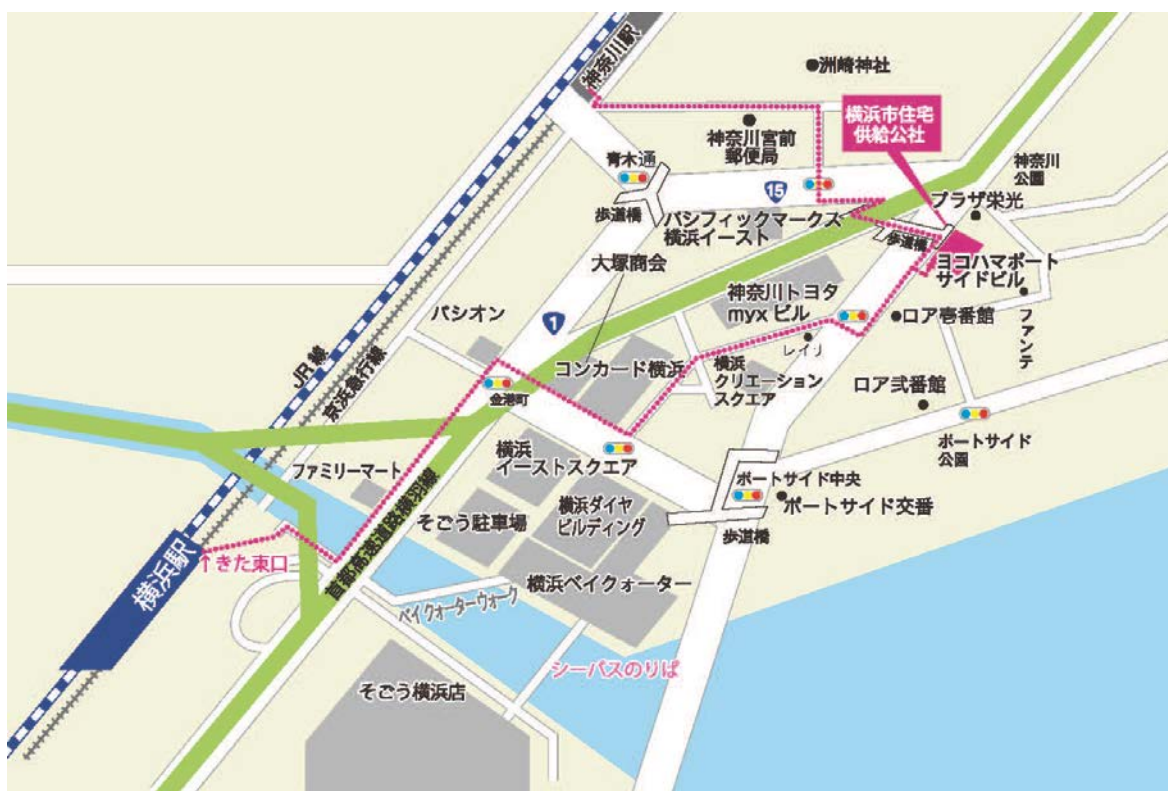 神奈川駅
洲崎神社
横浜市住宅
供給公社
神奈川宮前
郵便局
青木通
15
神奈川
公園
プラザ栄光
歩道橋
パシフィックマークス
横浜イースト
歩道橋
大塚商会
ヨコハマポート
サイドビル
神奈川トヨタ
myxビル
ロア壱番館
ファンテ
1
パシオン
レイリ
JR線
京浜急行線
コンカード横浜
横浜
クリエーション
スクエア
金港町
ロア弐番館
横浜
イーストスクエア
ポートサイド
公園
ファミリーマート
首都高速道路横羽線
ポートサイド中央
そごう駐車場
横浜ダイヤ
ビルディング
ポートサイド交番
歩道橋
横浜駅
↑きた東口
横浜ベイクォーター
ベイクォーターウォーク
シーバスのりば
そごう横浜店